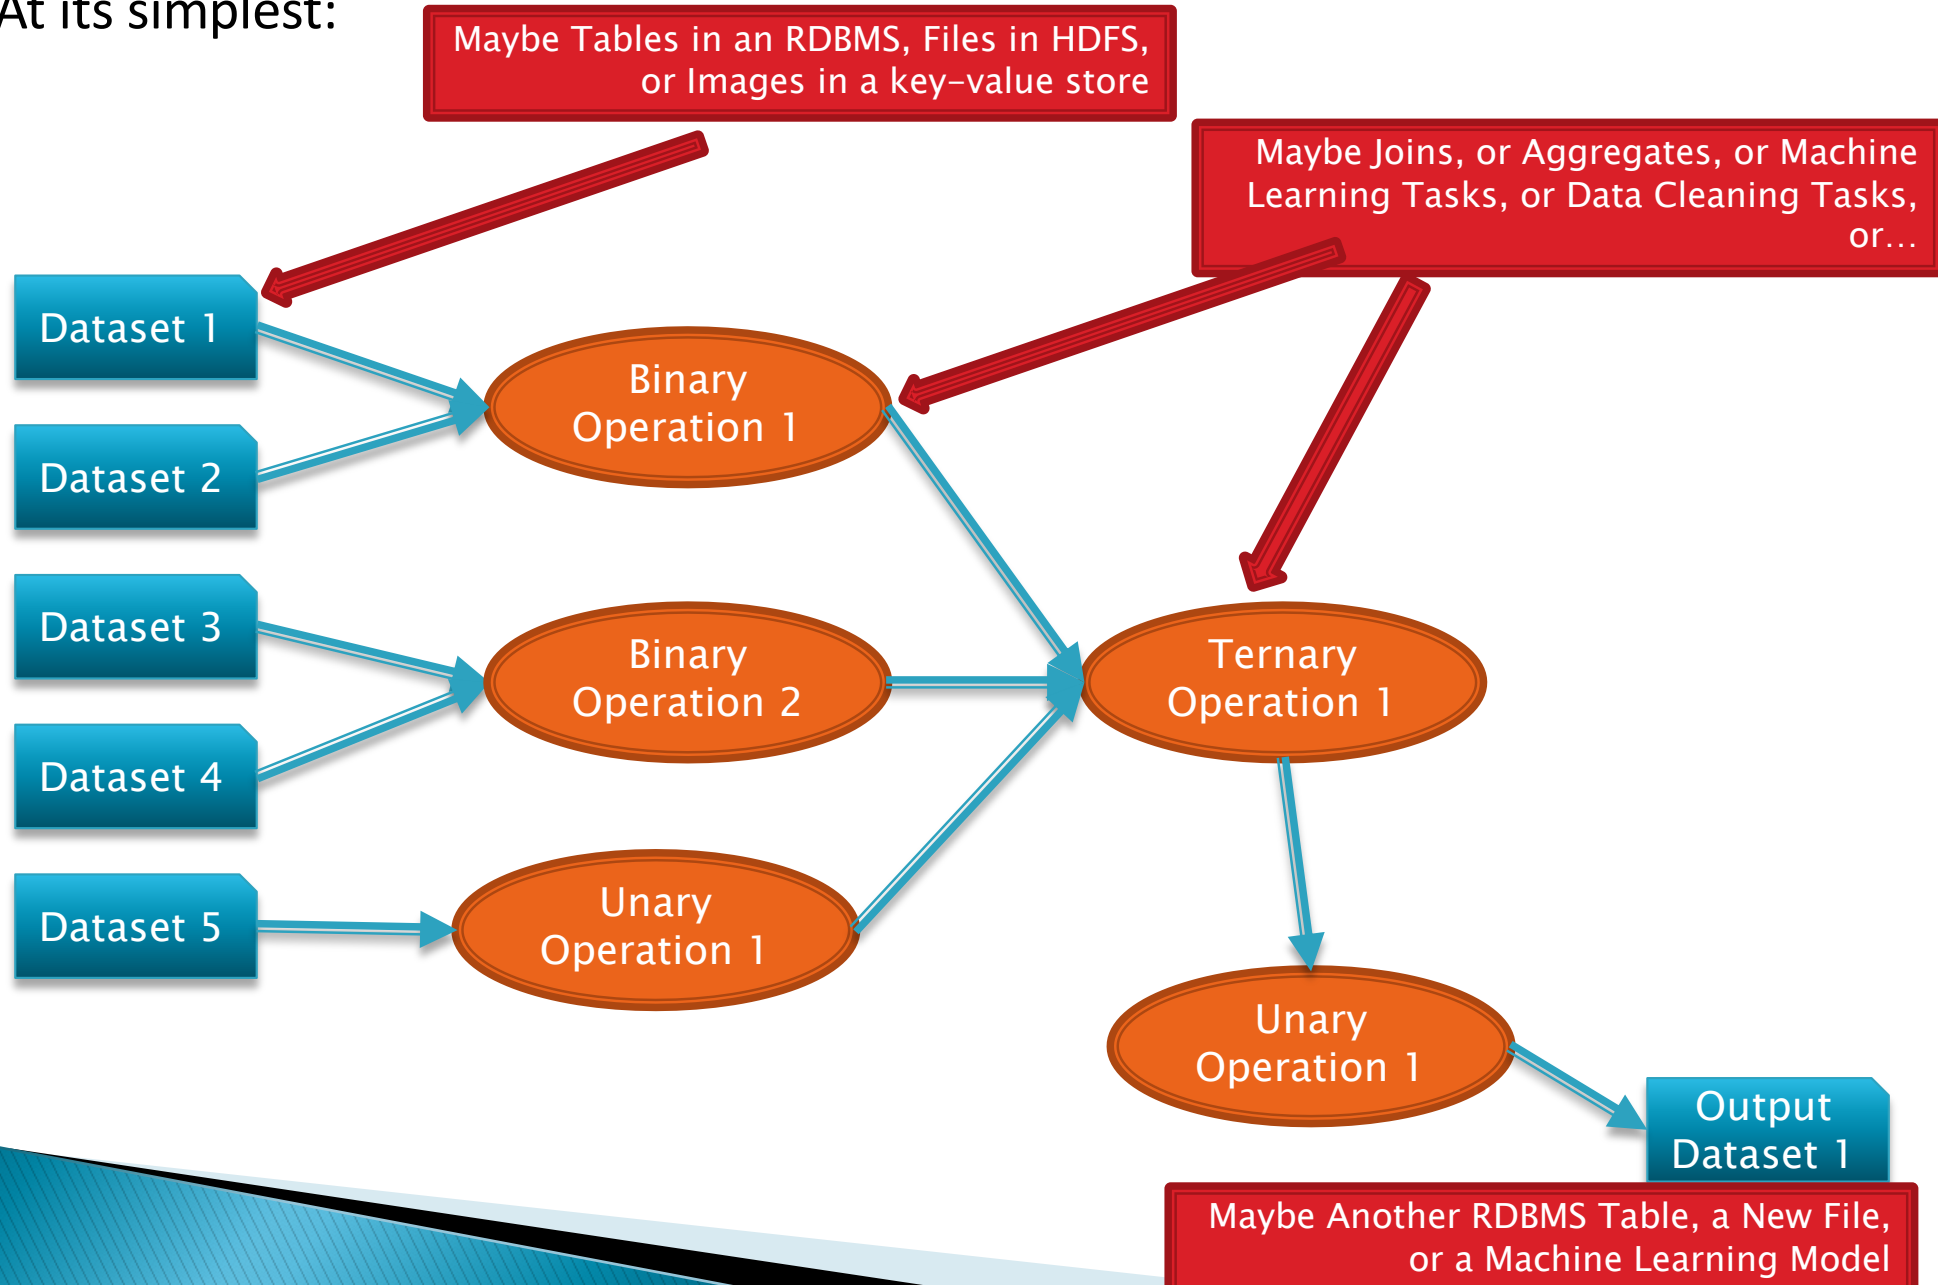 At its simplest:
Maybe Tables in an RDBMS, Files in HDFS,
or Images in a key-value store
Maybe Joins, or Aggregates, or Machine
Learning Tasks, or Data Cleaning Tasks,
or...
Dataset 1
Dataset 2
Dataset 3
Dataset 4
Dataset 5
Binary
Operation 1
Binary
Operation 2
Unary
Operation 1
Ternary
Operation 1
Unary
Operation 1
Output
Dataset 1
Maybe Another RDBMS Table, a New File,
or a Machine Learning Model